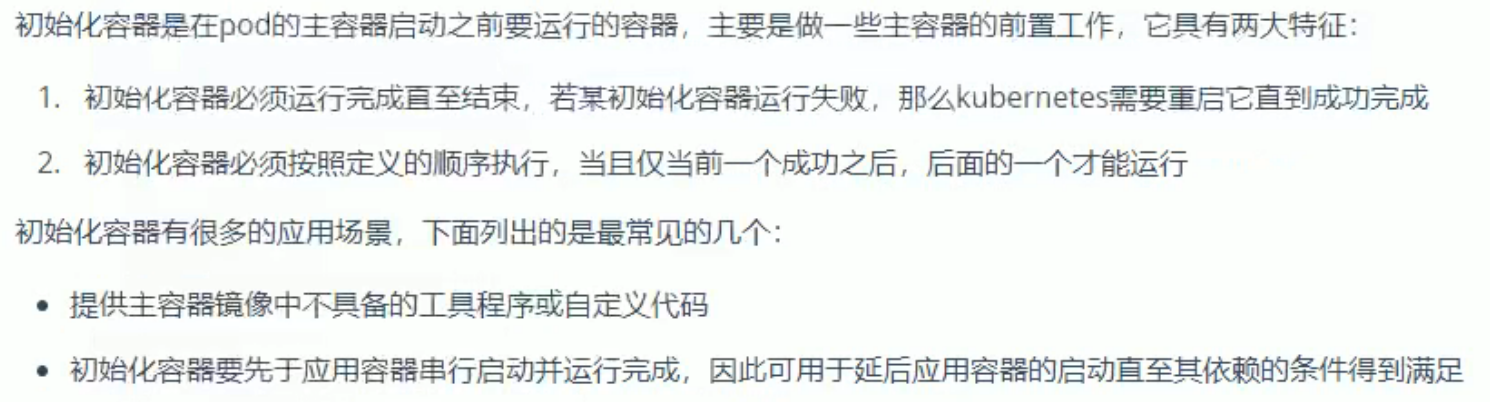 初始化容器是在pod的主容器启动之前要运行的容器，主要是做一些主容器的前置工作，它具有两大特征：
1. 初始化容器必须运行完成直至结束，若某初始化容器运行失败，那么kubernetes需要重启它直到成功完成
2. 初始化容器必须按照定义的顺序执行，当且仅当前一个成功之后，后面的一个才能运行
初始化容器有很多的应用场景，下面列出的是最常见的几个：
• 提供主容器镜像中不具备的工具程序或自定义代码
• 初始化容器要先于应用容器串行启动并运行完成，因此可用于延后应用容器的启动直至其依赖的条件得到满足